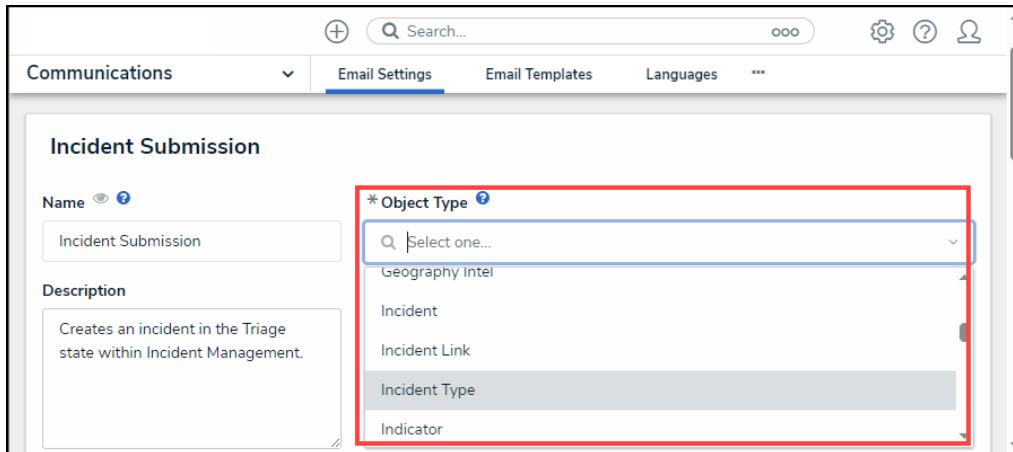 Search...
Communications
Email Settings
Email Templates
Languages
Incident Submission
Name
* Object Type
Incident Submission
Select one...
Geography Intel
Description
Incident
Creates an incident in the Triage
state within Incident Management.
Incident Link
Incident Type
Indicator